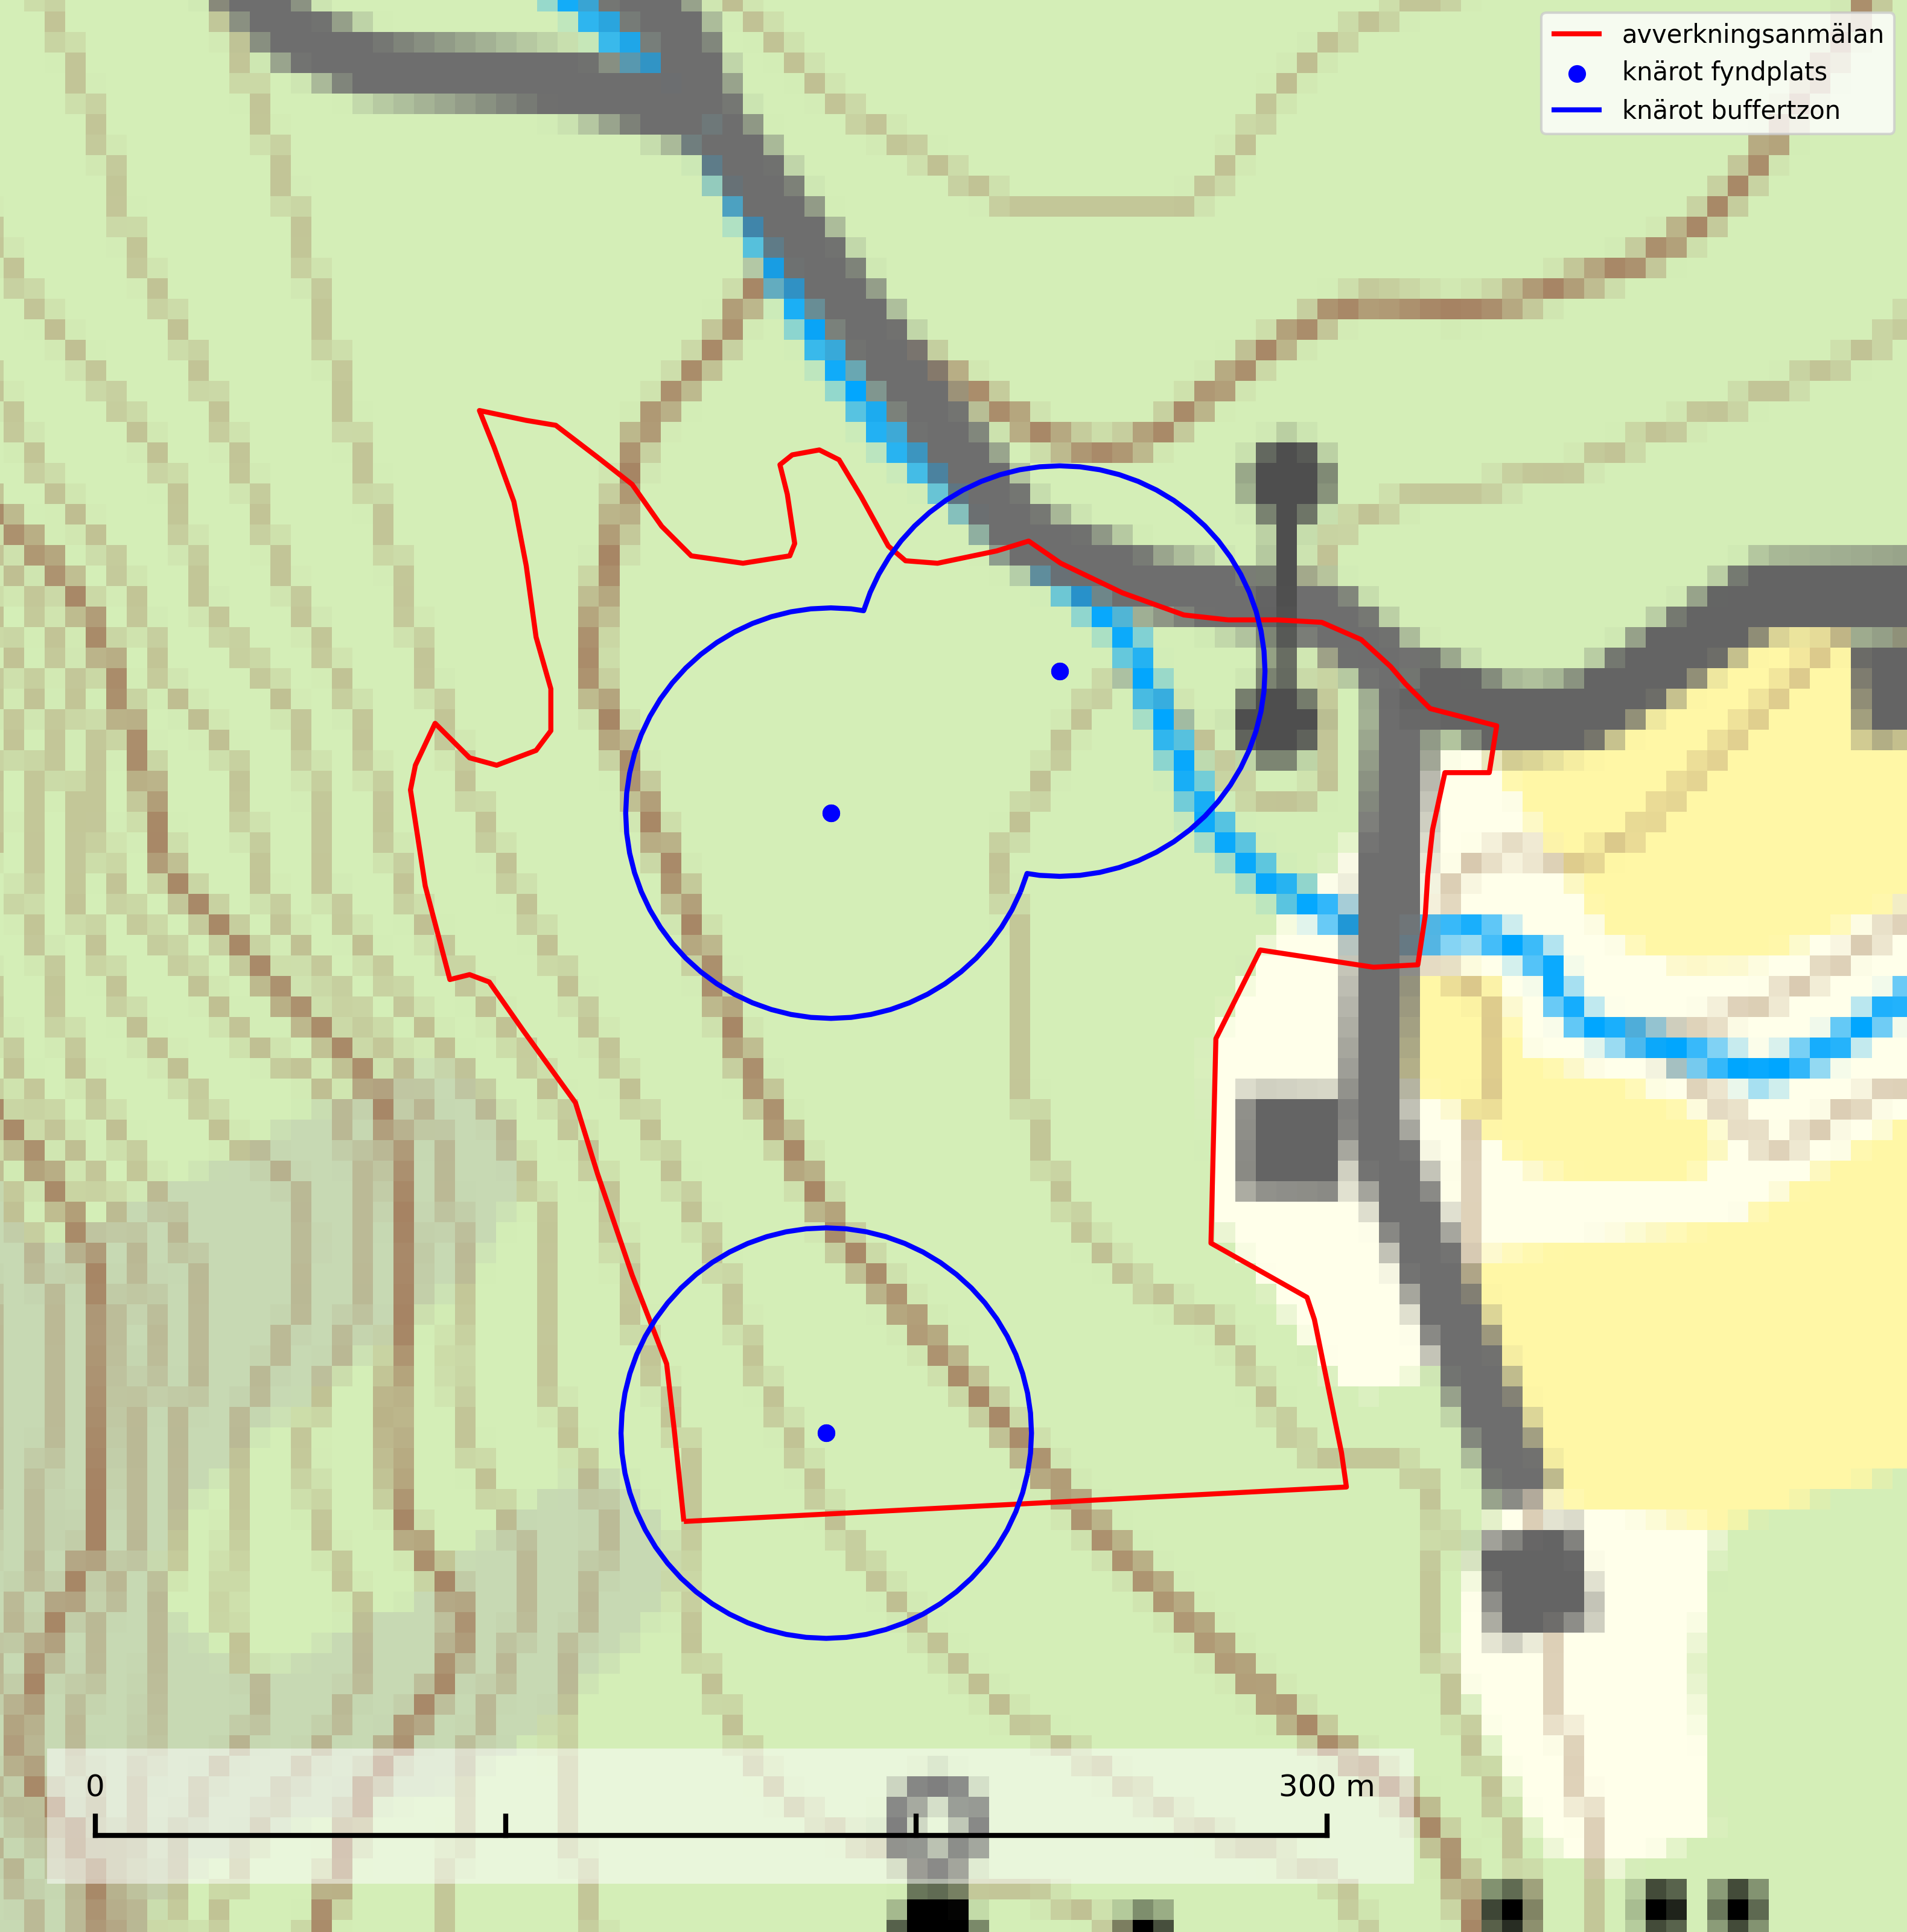 avverkningsanmälan
knärot fyndplats
knärot buffertzon
0
300 m